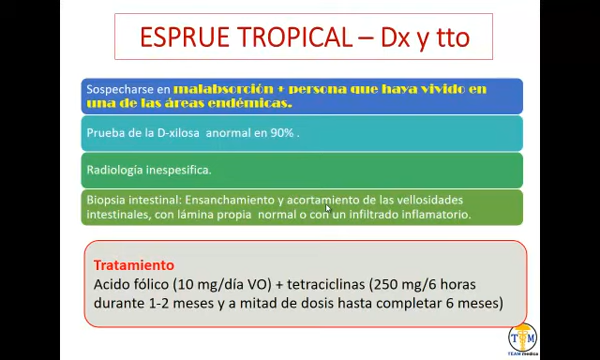 ESPRUE TROPICAL – Dx y tto
Sospecharse en malabsorción + persona que haya vivido en
una de las áreas endémicas.
Prueba de la D-xilosa anormal en 90% .
Radiología inespesifica.
Biopsia intestinal: Ensanchamiento y acortamiento de las vellosidades
intestinales, con lámina propia normal o con un infiltrado inflamatorio.
Tratamiento
Acido fólico (10 mg/día VO) + tetraciclinas (250 mg/6 horas
durante 1-2 meses y a mitad de dosis hasta completar 6 meses)
T M
TEAM medica